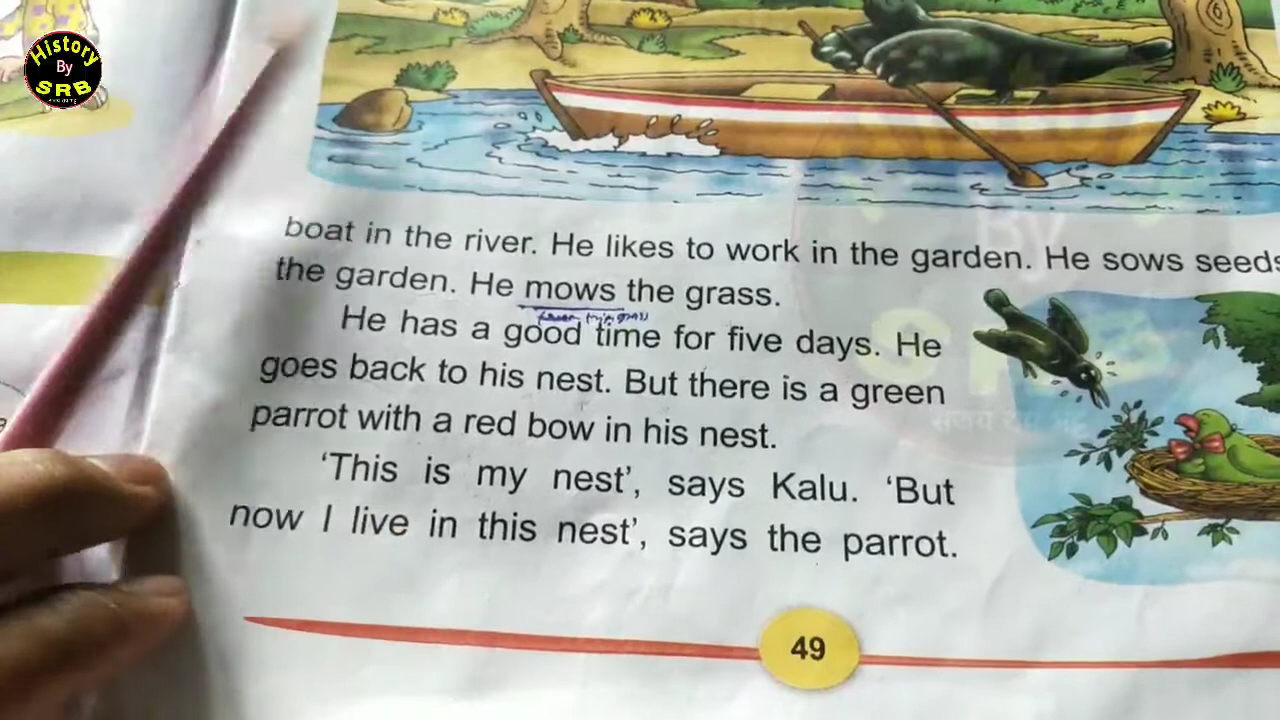 History
By
SRB
6
boat in the river. He likes to work in the garden. He sows seeds
the garden. He mows the grass.
He has a good time for five days. He
goes back to his nest. But there is a green
parrot with a red bow in his nest.
‘This is my nest’, says Kalu. ‘But
now I live in this nest’, says the parrot.
49